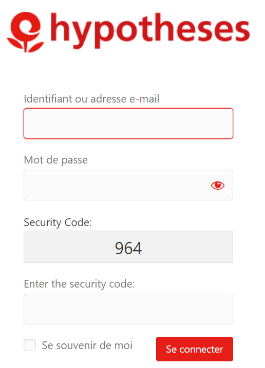 hypotheses
Identifiant ou adresse e-mail
Mot de passe
Security Code:
964
Enter the security code:
Se souvenir de moi
Se connecter